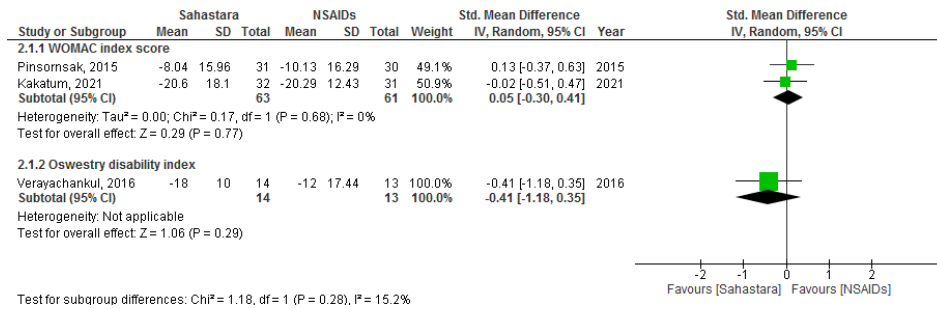 Sahastara NSAIDs Std. Mean Difference Std. Mean Difference
Study or Subgroup Mean SD Total Mean SD Total Weight IV, Random, 95% CI Year IV, Random, 95% CI
2.1.1 WOMAC index score
Pinsornsak, 2015 -8.04 15.96 31 -10.13 16.29 30 49.1% 0.13 [-0.37, 0.63] 2015
Kakatum, 2021 -20.6 18.1 32 -20.29 12.43 31 50.9% -0.02 [-0.51, 0.47] 2021
Subtotal (95% CI) 63 61 100.0% 0.05 [-0.30, 0.41]
Heterogeneity: Tau² = 0.00; Chi² = 0.17, df = 1 (P = 0.68); I² = 0%
Test for overall effect: Z = 0.29 (P = 0.77)
2.1.2 Oswestry disability index
Verayachankul, 2016 -18 10 14 -12 17.44 13 100.0% -0.41 [-1.18, 0.35] 2016
Subtotal (95% CI) 14 13 100.0% -0.41 [-1.18, 0.35]
Heterogeneity: Not applicable
Test for overall effect: Z = 1.06 (P = 0.29)
-2 -1 0 1 2
Favours [Sahastara] Favours [NSAIDs]
Test for subgroup differences: Chi² = 1.18, df = 1 (P = 0.28), I² = 15.2%